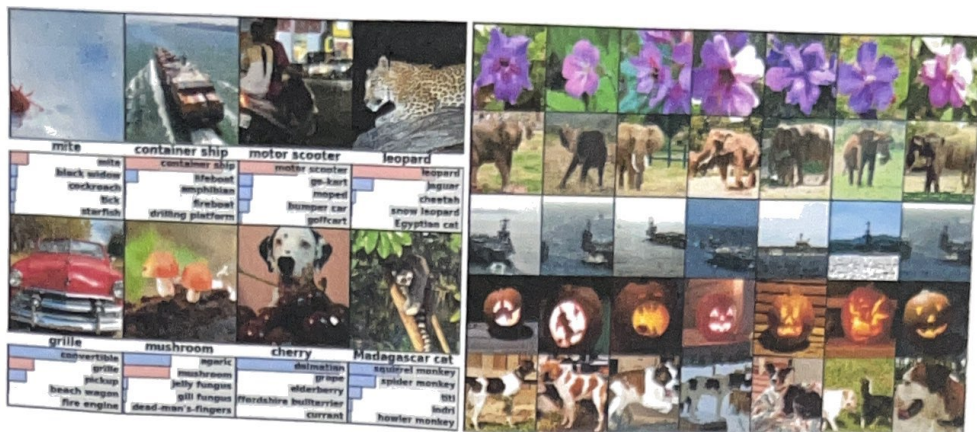 mite
container ship
motor scooter
leopard
mite
black widow
cockroach
tick
starfish
container ship
lifeboat
amphibian
fireboat
drilling platform
motor scooter
go-kart
moped
bumper car
golfcart
leopard
jaguar
cheetah
snow leopard
Egyptian cat
grille
mushroom
cherry
Madagascar cat
convertible
grille
pickup
beach wagon
fire engine
agaric
mushroom
jelly fungus
gill fungus
dead-man's-fingers
dalmatian
grape
elderberry
ffordshire bullterrier
currant
squirrel monkey
spider monkey
titi
indri
howler monkey